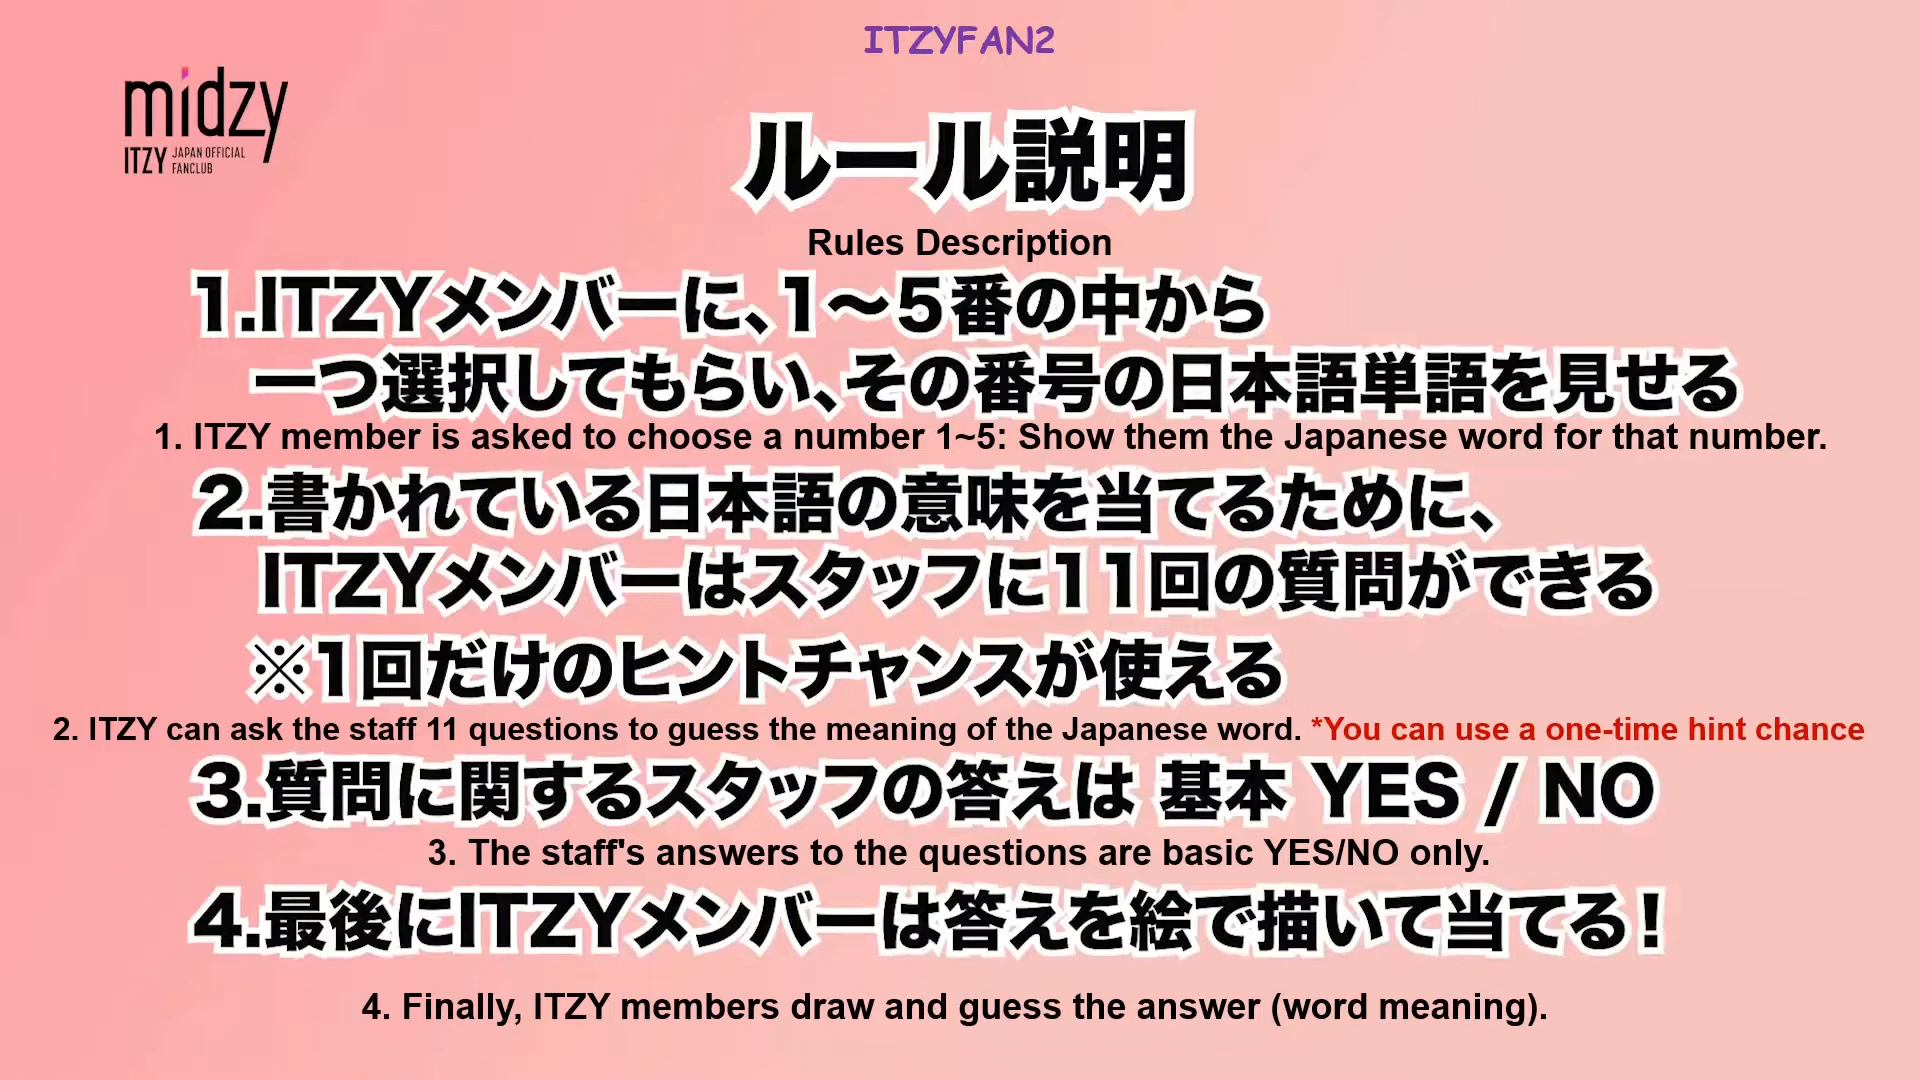 ITZYFAN2
midzy
ITZY JAPAN OFFICIAL FANCLUB
ルール説明
Rules Description
1.ITZYメンバーに、1〜5番の中から
一つ選択してもらい、その番号の日本語単語を見せる
1. ITZY member is asked to choose a number 1~5: Show them the Japanese word for that number.
2.書かれている日本語の意味を当てるために、
ITZYメンバーはスタッフに11回の質問ができる
※1回だけのヒントチャンスが使える
2. ITZY can ask the staff 11 questions to guess the meaning of the Japanese word. *You can use a one-time hint chance
3.質問に関するスタッフの答えは 基本 YES / NO
3. The staff's answers to the questions are basic YES/NO only.
4.最後にITZYメンバーは答えを絵で描いて当てる!
4. Finally, ITZY members draw and guess the answer (word meaning).